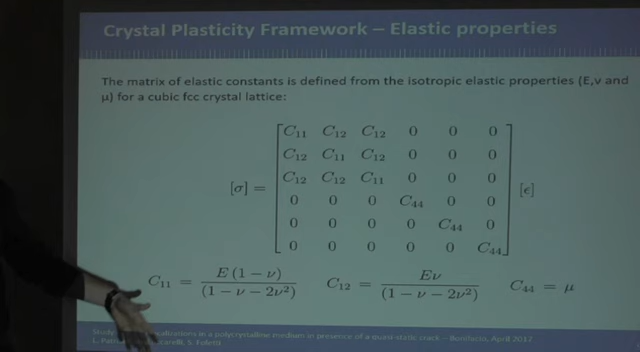 Crystal Plasticity Framework – Elastic properties
The matrix of elastic constants is defined from the isotropic elastic properties (E,ν and
μ) for a cubic fcc crystal lattice:
[σ] = [ C11 C12 C12 0 0 0
C12 C11 C12 0 0 0
C12 C12 C11 0 0 0
0 0 0 C44 0 0
0 0 0 0 C44 0
0 0 0 0 0 C44 ] [ϵ]
C11 = E (1 − ν) / (1 − ν − 2ν²) C12 = Eν / (1 − ν − 2ν²) C44 = μ
in a polycrystalline medium in presence of a quasi-static crack – Bonifacio, April 2017
S. Foletti